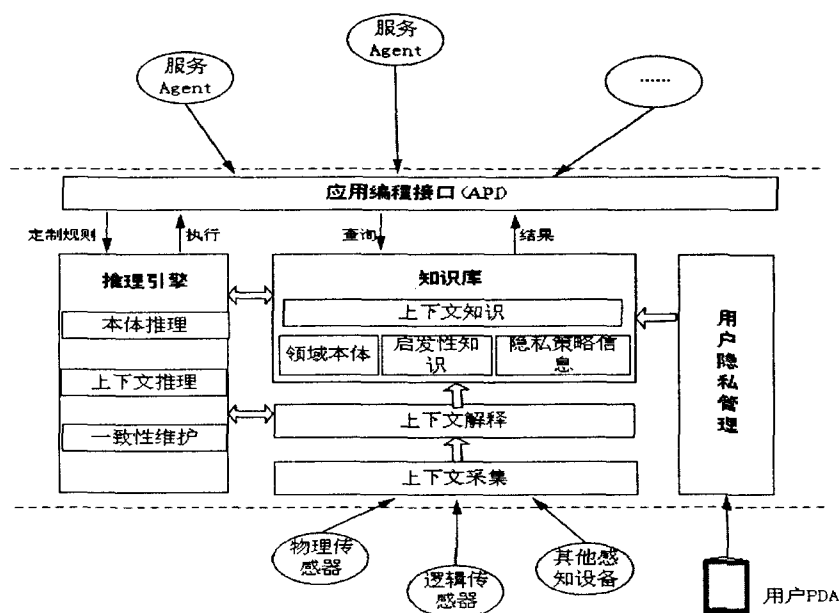 服务
Agent
服务
Agent
……
应用编程接口(API)
定制规则
执行
查询
结果
推理引擎
本体推理
上下文推理
一致性维护
知识库
上下文知识
领域本体
启发性知
识
隐私策略信
息
上下文解释
上下文采集
用户隐私管理
物理传
感器
逻辑传
感器
其他感
知设备
用户PDA